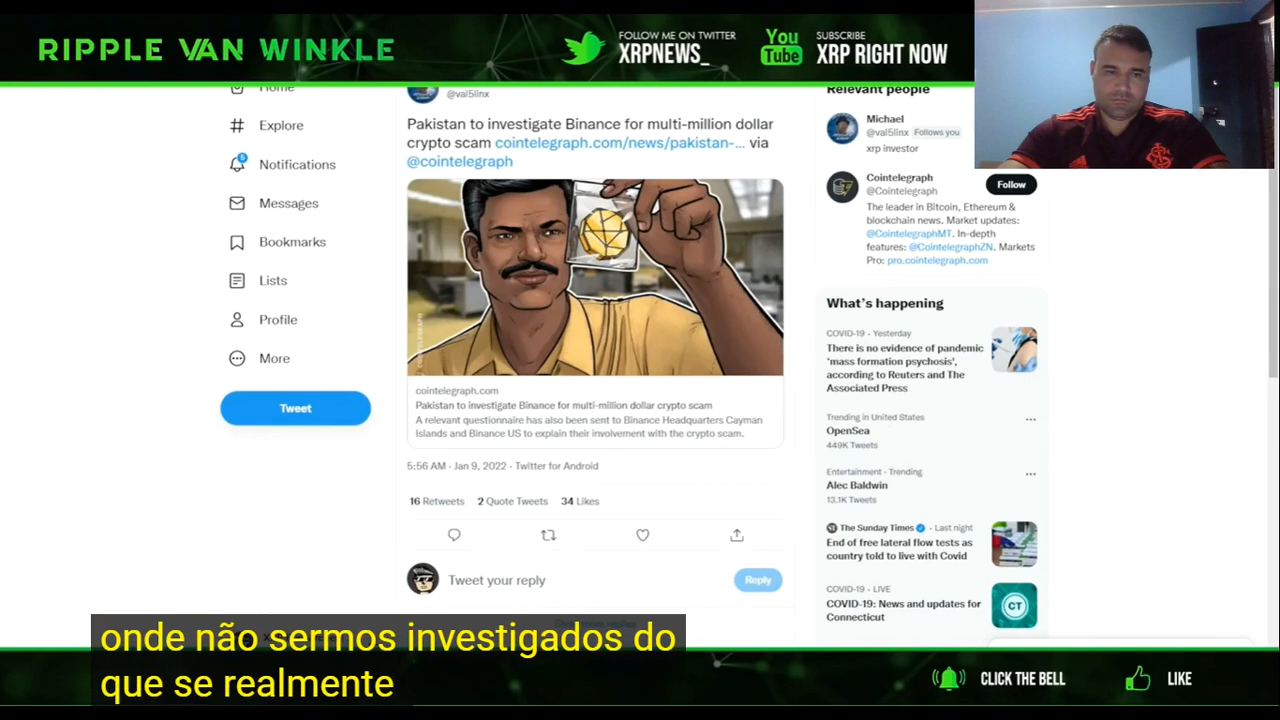 RIPPLE VAN WINKLE
FOLLOW ME ON TWITTER
XRPNEWS_
You
Tube
SUBSCRIBE
XRP RIGHT NOW
Home
Explore
Notifications
Messages
Bookmarks
Lists
Profile
More
Tweet
@val5linx
Pakistan to investigate Binance for multi-million dollar
crypto scam cointelegraph.com/news/pakistan-... via
@cointelegraph
cointelegraph.com
Pakistan to investigate Binance for multi-million dollar crypto scam
A relevant questionnaire has also been sent to Binance Headquarters Cayman
Islands and Binance US to explain their involvement with the crypto scam.
5:56 AM · Jan 9, 2022 · Twitter for Android
16 Retweets 2 Quote Tweets 34 Likes
Tweet your reply
Reply
Relevant people
Michael
@val5linx Follows you
xrp investor
Cointelegraph
@Cointelegraph
Follow
The leader in Bitcoin, Ethereum &
blockchain news. Market updates:
@CointelegraphMT. In-depth
features: @CointelegraphZN. Markets
Pro: pro.cointelegraph.com
What's happening
COVID-19 · Yesterday
There is no evidence of pandemic
'mass formation psychosis',
according to Reuters and The
Associated Press
Trending in United States
OpenSea
449K Tweets
Entertainment · Trending
Alec Baldwin
13.1K Tweets
The Sunday Times · Last night
End of free lateral flow tests as
country told to live with Covid
COVID-19 · LIVE
COVID-19: News and updates for
Connecticut
CT
onde não sermos investigados do
que se realmente
CLICK THE BELL
LIKE